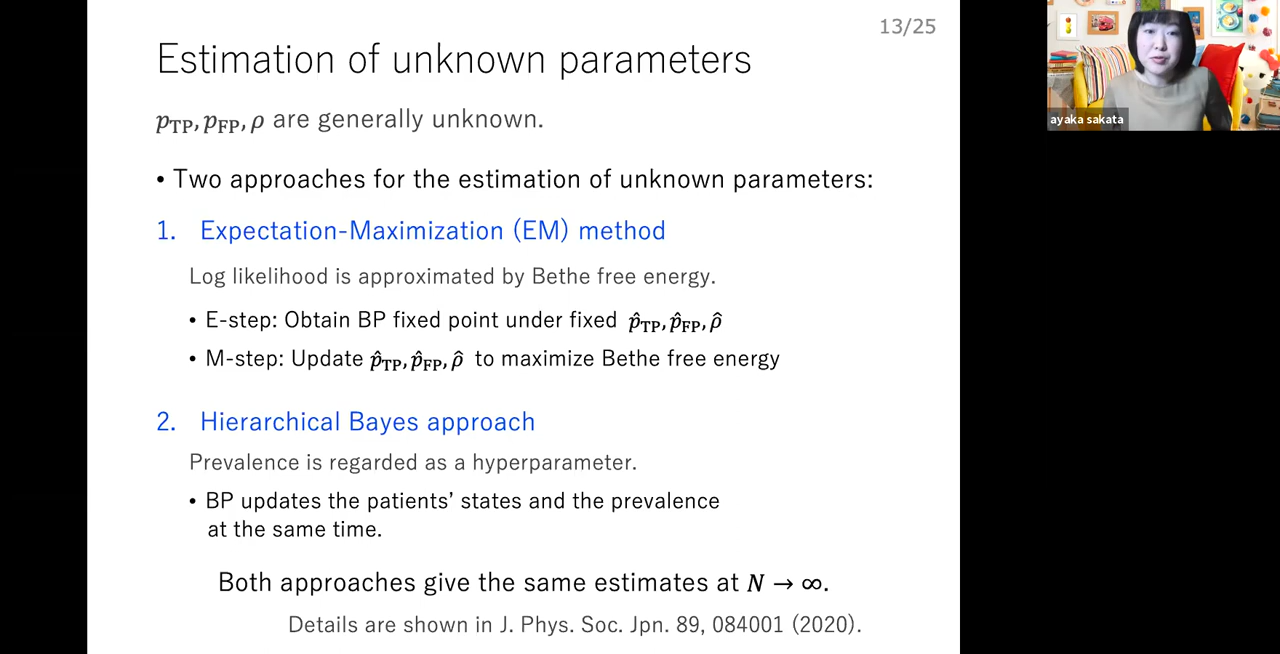 13/25
Estimation of unknown parameters
p_TP, p_FP, ρ are generally unknown.
• Two approaches for the estimation of unknown parameters:
1. Expectation-Maximization (EM) method
Log likelihood is approximated by Bethe free energy.
• E-step: Obtain BP fixed point under fixed p̂_TP, p̂_FP, ρ̂
• M-step: Update p̂_TP, p̂_FP, ρ̂ to maximize Bethe free energy
2. Hierarchical Bayes approach
Prevalence is regarded as a hyperparameter.
• BP updates the patients’ states and the prevalence
at the same time.
Both approaches give the same estimates at N → ∞.
Details are shown in J. Phys. Soc. Jpn. 89, 084001 (2020).
ayaka sakata